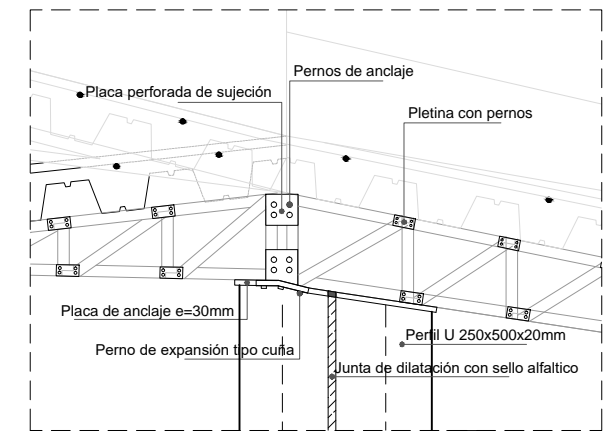 Pernos de anclaje
Placa perforada de sujeción
Pletina con pernos
Placa de anclaje e=30mm
Perfil U 250x500x20mm
Perno de expansión tipo cuña
Junta de dilatación con sello alfaltico